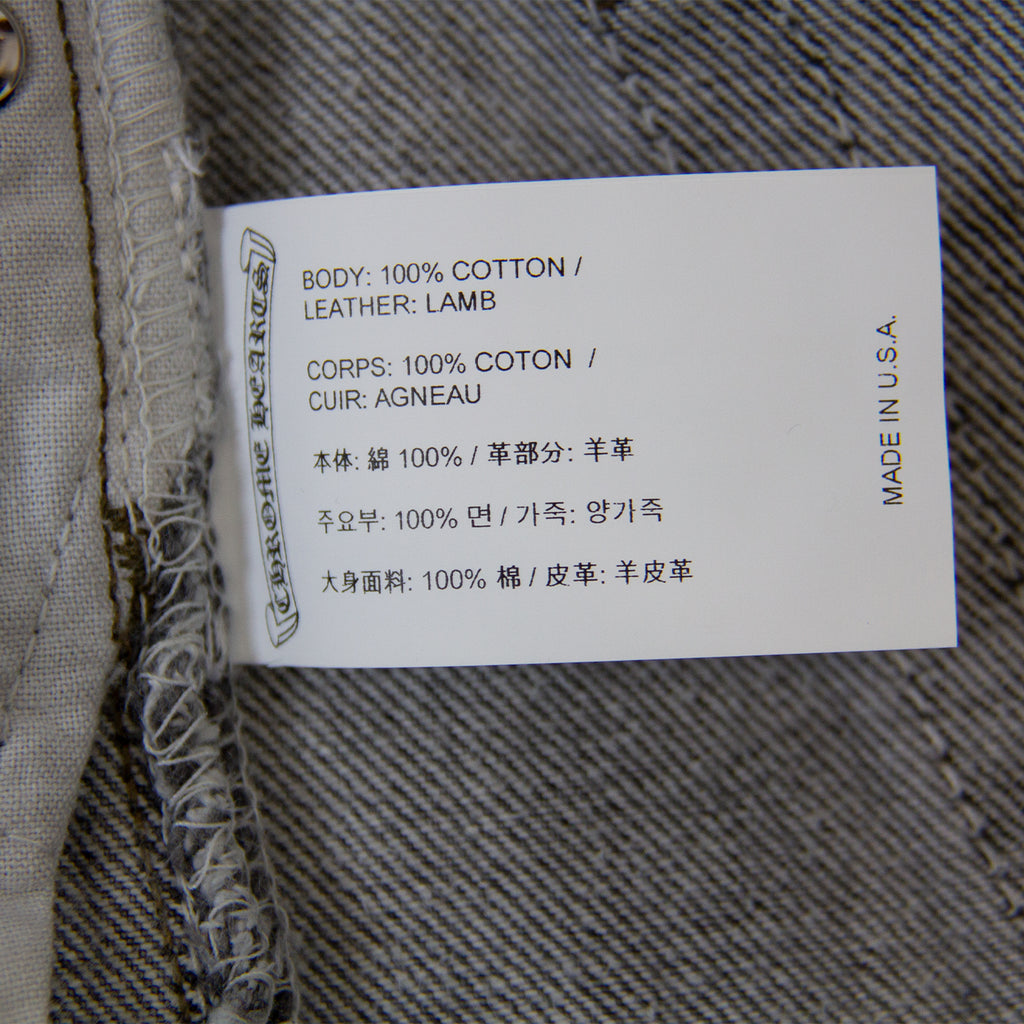 CHROME HEARTS
BODY: 100% COTTON /
LEATHER: LAMB
CORPS: 100% COTON /
CUIR: AGNEAU
本体: 綿 100% / 革部分: 羊革
주요부: 100% 면 / 가죽: 양가죽
大身面料: 100% 棉 / 皮革: 羊皮革
MADE IN U.S.A.